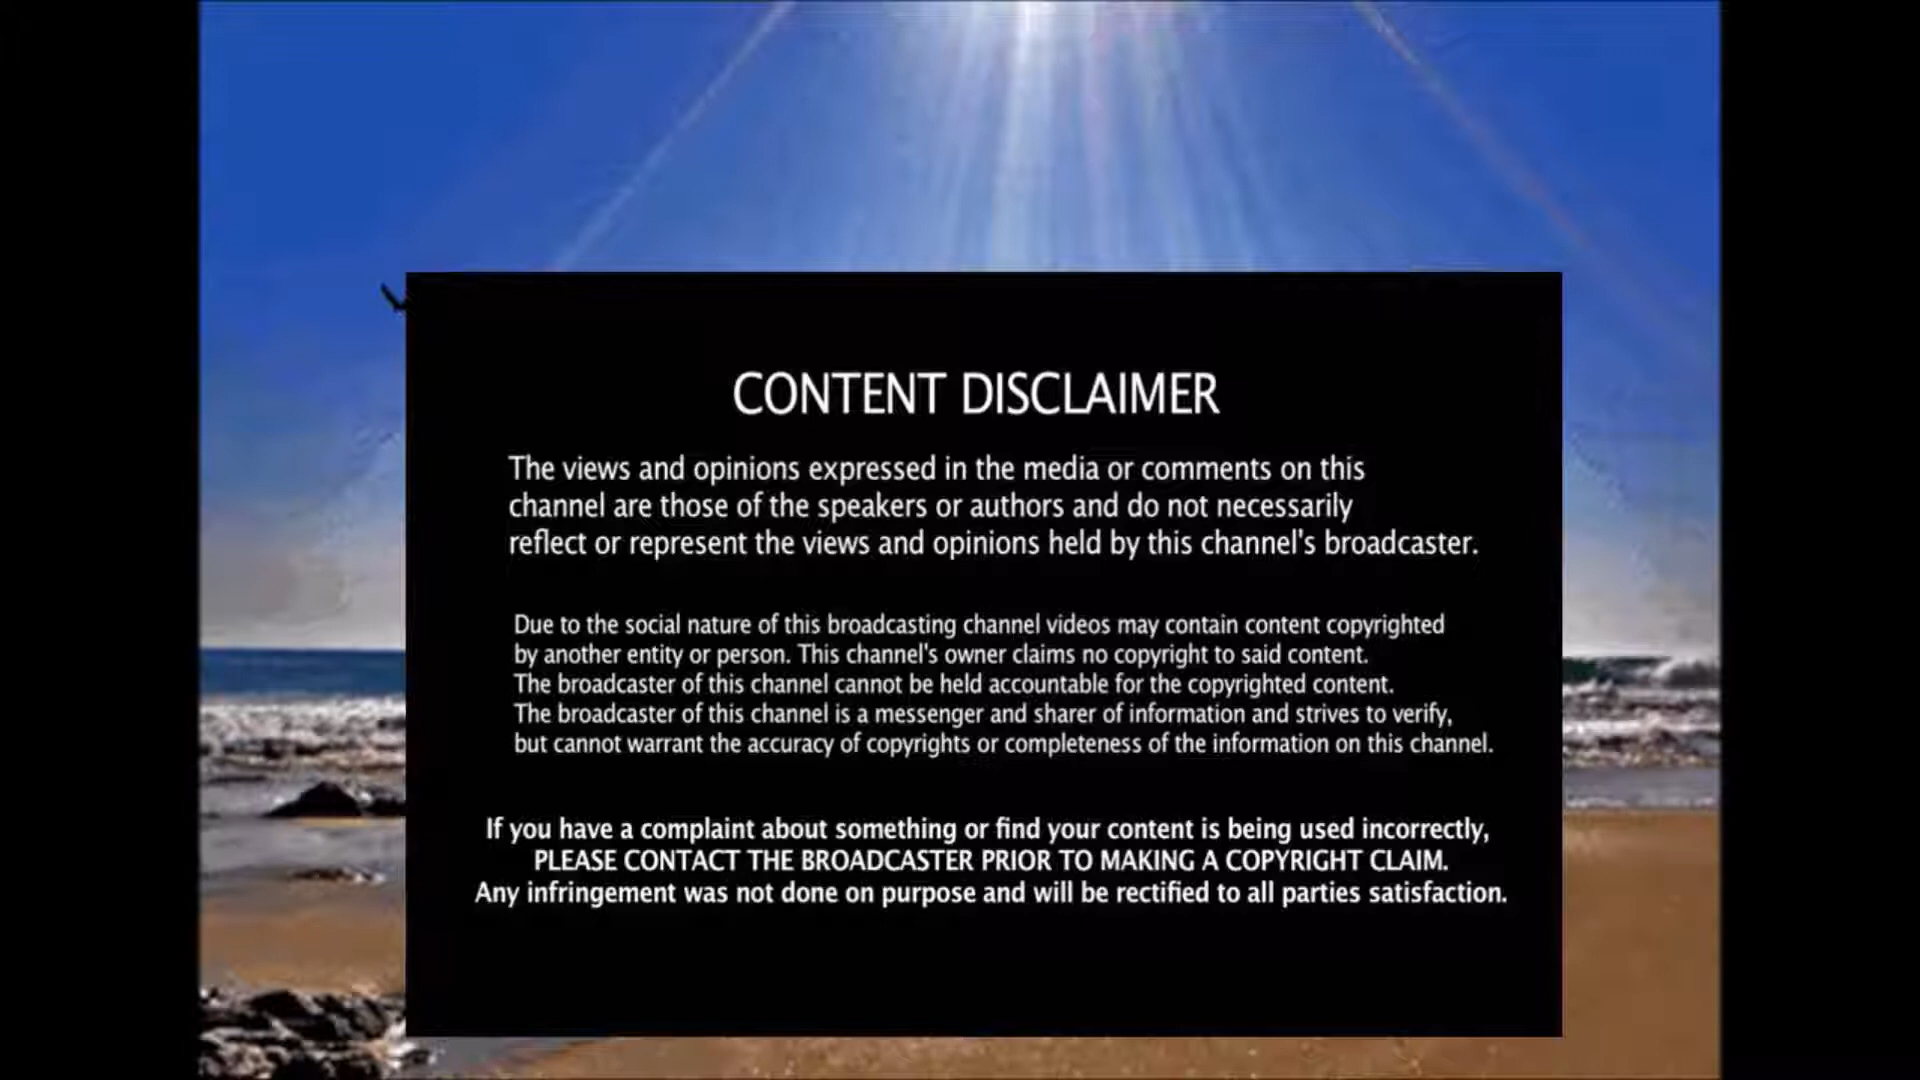 CONTENT DISCLAIMER
The views and opinions expressed in the media or comments on this
channel are those of the speakers or authors and do not necessarily
reflect or represent the views and opinions held by this channel's broadcaster.
Due to the social nature of this broadcasting channel videos may contain content copyrighted
by another entity or person. This channel's owner claims no copyright to said content.
The broadcaster of this channel cannot be held accountable for the copyrighted content.
The broadcaster of this channel is a messenger and sharer of information and strives to verify,
but cannot warrant the accuracy of copyrights or completeness of the information on this channel.
If you have a complaint about something or find your content is being used incorrectly,
PLEASE CONTACT THE BROADCASTER PRIOR TO MAKING A COPYRIGHT CLAIM.
Any infringement was not done on purpose and will be rectified to all parties satisfaction.